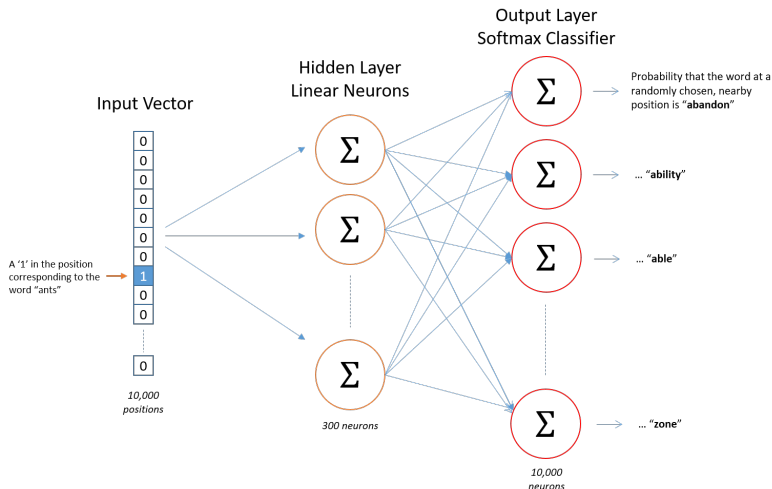 Output Layer
Softmax Classifier
Hidden Layer
Linear Neurons
Input Vector
0
0
0
0
0
0
0
1
0
0
0
A ‘1’ in the position
corresponding to the
word “ants”
10,000
positions
Σ
Σ
Σ
300 neurons
Σ
Σ
Σ
Σ
10,000
neurons
Probability that the word at a
randomly chosen, nearby
position is “abandon”
... “ability”
... “able”
... “zone”